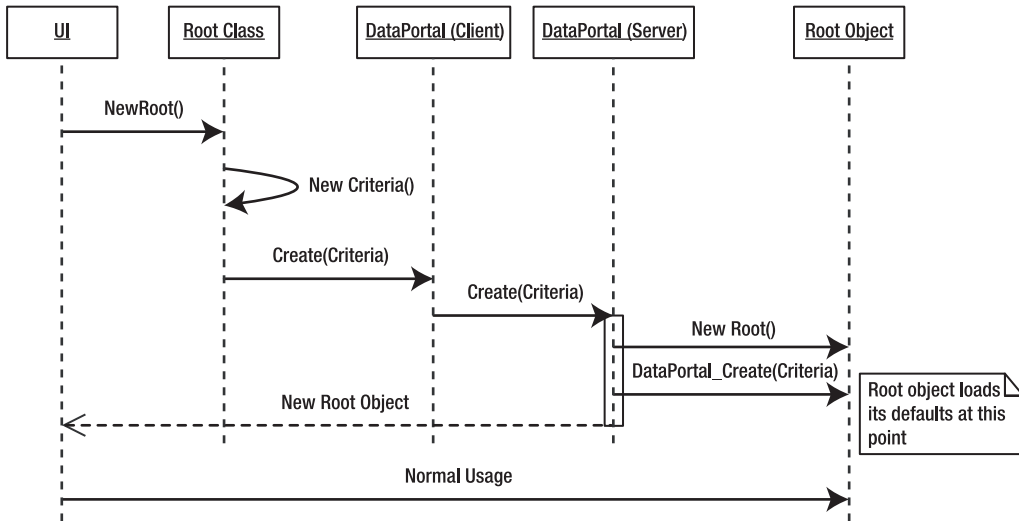 UI
Root Class
DataPortal (Client)
DataPortal (Server)
Root Object
NewRoot()
New Criteria()
Create(Criteria)
Create(Criteria)
New Root()
DataPortal_Create(Criteria)
Root object loads
its defaults at this
point
New Root Object
Normal Usage